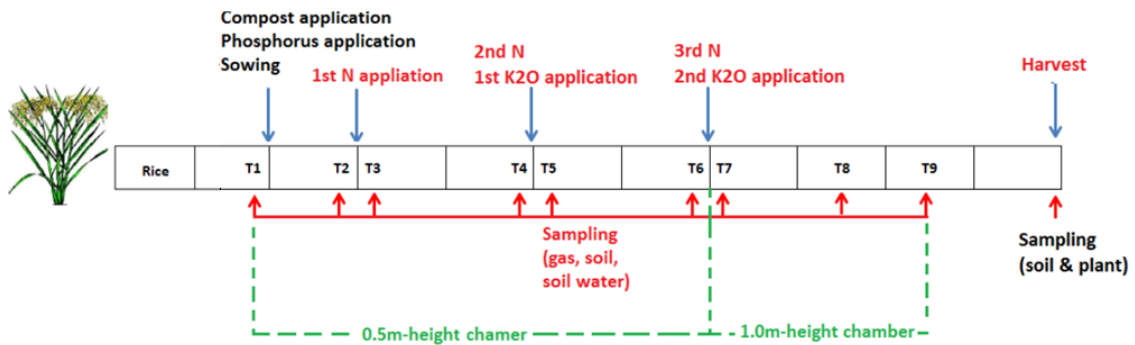 Compost application
Phosphorus application
Sowing
1st N appliation
2nd N
1st K2O application
3rd N
2nd K2O application
Harvest
Rice
T1
T2
T3
T4
T5
T6
T7
T8
T9
Sampling
(gas, soil,
soil water)
Sampling
(soil & plant)
0.5m-height chamer
1.0m-height chamber